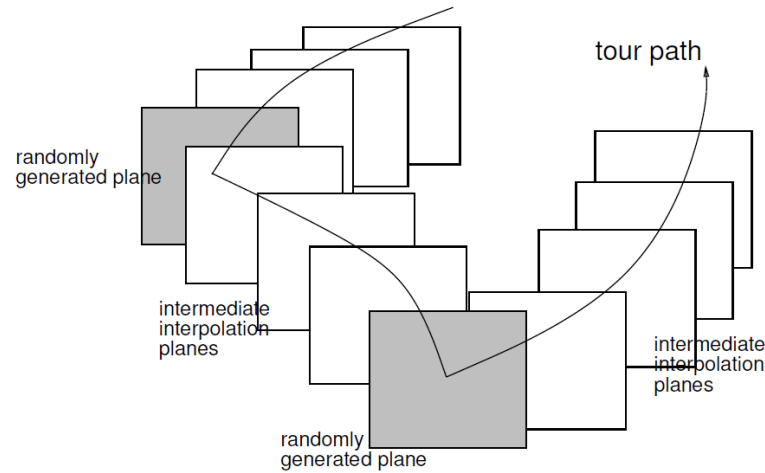 tour path
randomly
generated plane
intermediate
interpolation
planes
intermediate
interpolation
planes
randomly
generated plane